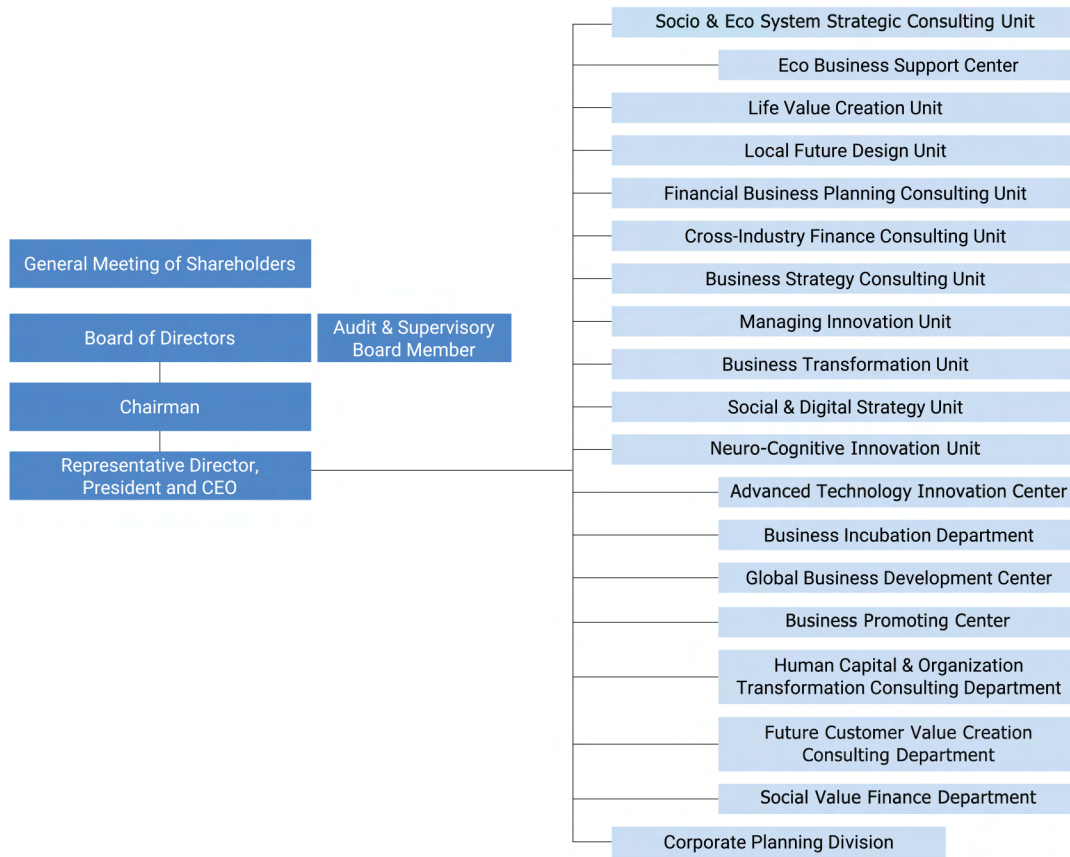 General Meeting of Shareholders
Board of Directors
Audit & Supervisory
Board Member
Chairman
Representative Director,
President and CEO
Socio & Eco System Strategic Consulting Unit
Eco Business Support Center
Life Value Creation Unit
Local Future Design Unit
Financial Business Planning Consulting Unit
Cross-Industry Finance Consulting Unit
Business Strategy Consulting Unit
Managing Innovation Unit
Business Transformation Unit
Social & Digital Strategy Unit
Neuro-Cognitive Innovation Unit
Advanced Technology Innovation Center
Business Incubation Department
Global Business Development Center
Business Promoting Center
Human Capital & Organization
Transformation Consulting Department
Future Customer Value Creation
Consulting Department
Social Value Finance Department
Corporate Planning Division